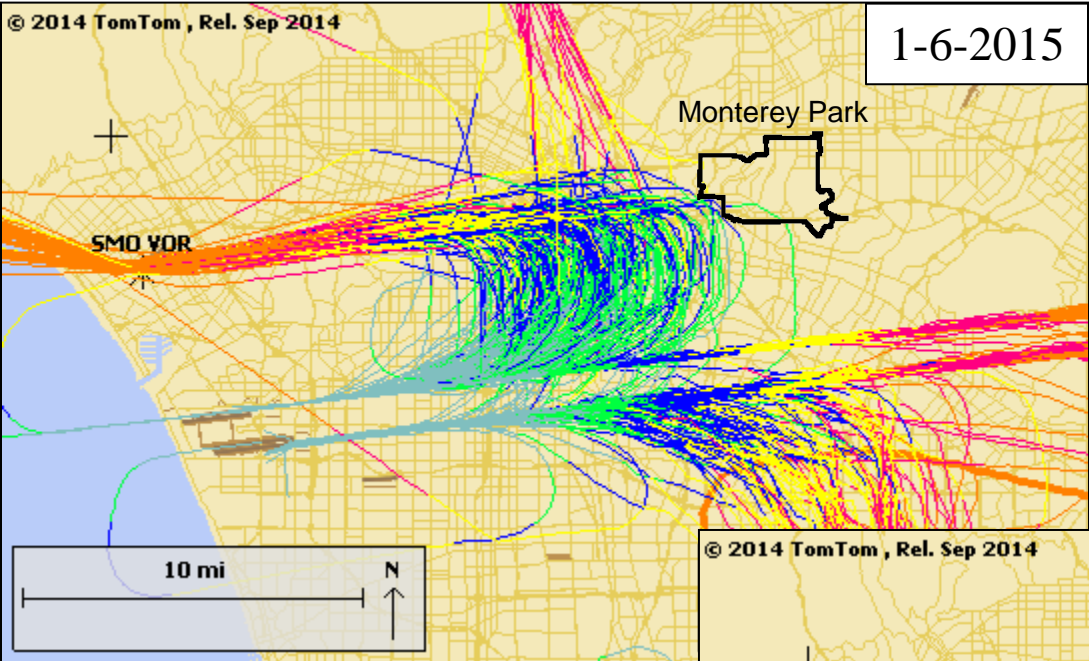 © 2014 TomTom , Rel. Sep 2014
1-6-2015
Monterey Park
SMO VOR
10 mi
N
© 2014 TomTom , Rel. Sep 2014